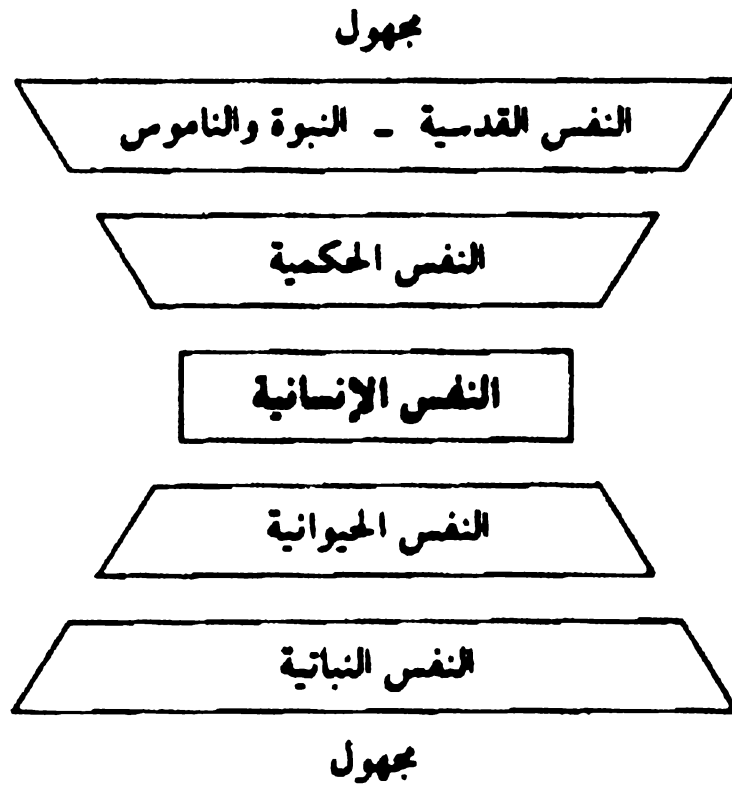 مجهول
النفس القدسية - النبوة والناموس
النفس الحكمية
النفس الإنسانية
النفس الحيوانية
النفس النباتية
مجهول